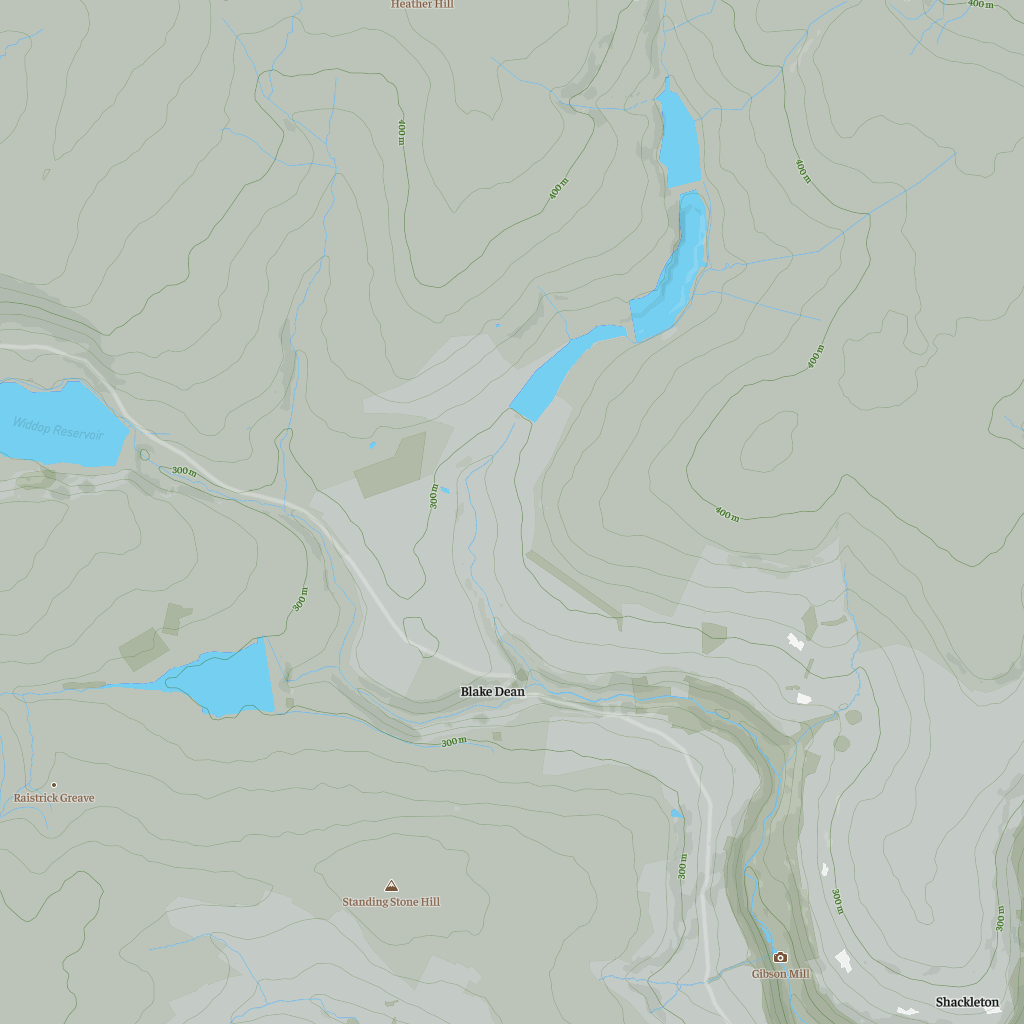 Heather Hill
400 m
400 m
400 m
400 m
400 m
Widdop Reservoir
300 m
300 m
400 m
300 m
Blake Dean
300 m
Raistrick Greave
300 m
Standing Stone Hill
300 m
300 m
Gibson Mill
Shackleton